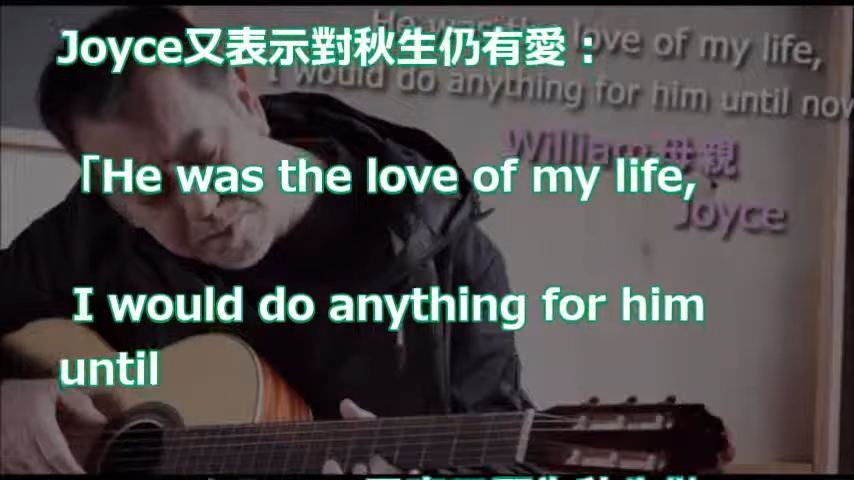 Joyce又表示對秋生仍有愛：
「He was the love of my life,
I would do anything for him
until
He was the love of my life,
I would do anything for him until now
William母親
Joyce